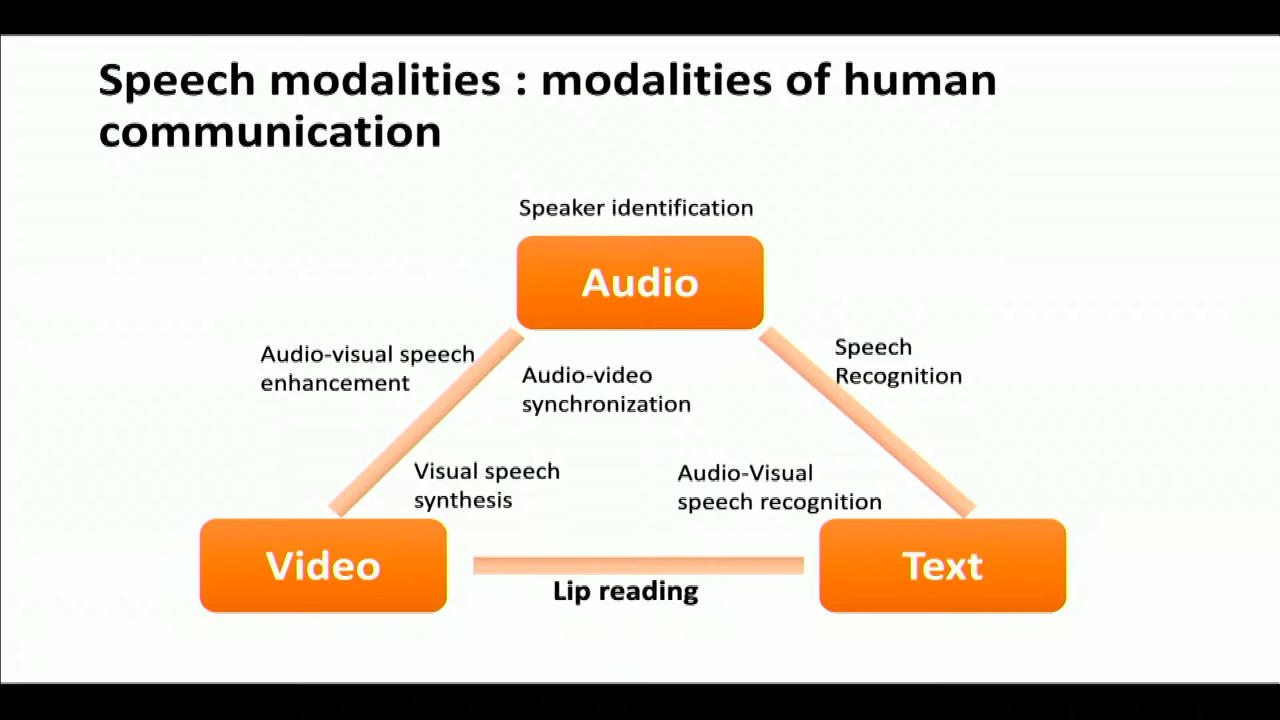 Speech modalities : modalities of human
communication
Speaker identification
Audio
Audio-visual speech
enhancement
Audio-video
synchronization
Speech
Recognition
Visual speech
synthesis
Audio-Visual
speech recognition
Video
Lip reading
Text